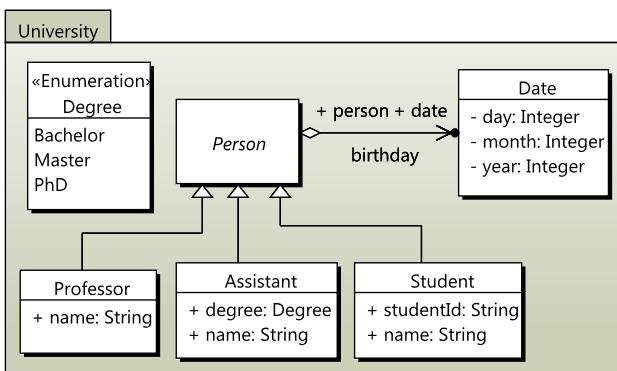 University
«Enumeration»
Degree
Bachelor
Master
PhD
Person
+ person + date
birthday
Date
- day: Integer
- month: Integer
- year: Integer
Professor
+ name: String
Assistant
+ degree: Degree
+ name: String
Student
+ studentId: String
+ name: String